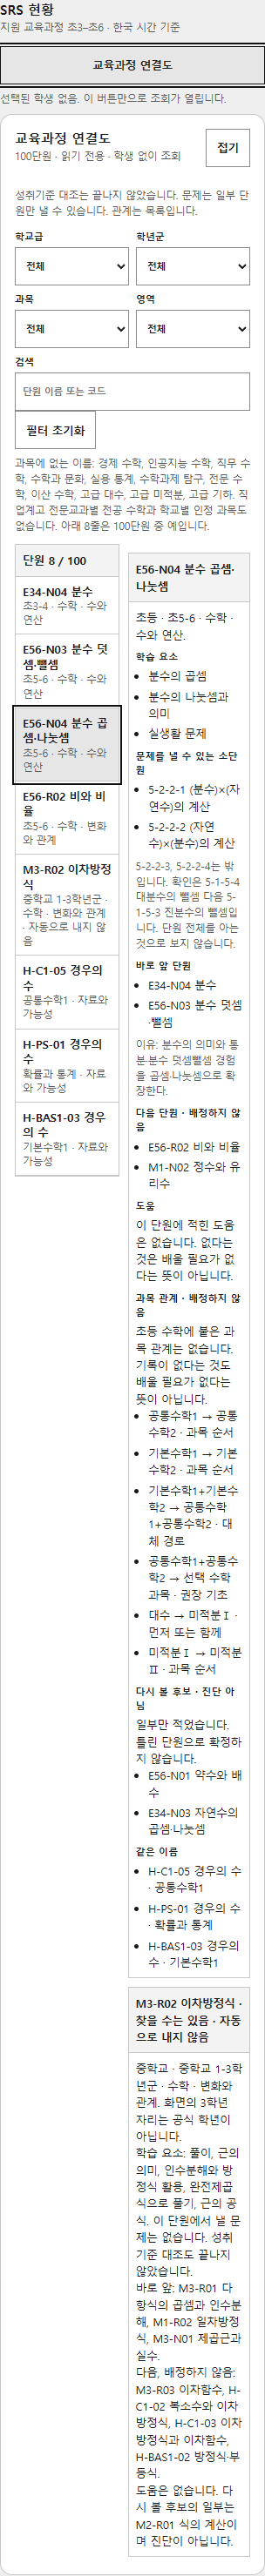 SRS 현황
지원 교육과정 초3–초6 · 한국 시간 기준
교육과정 연결도
선택된 학생 없음. 이 버튼만으로 조회가 열립니다.
교육과정 연결도
100단원 · 읽기 전용 · 학생 없이 조회
접기
성취기준 대조는 끝나지 않았습니다. 문제는 일부 단
원만 낼 수 있습니다. 관계는 목록입니다.
학교급
학년군
전체
전체
과목
영역
전체
전체
검색
단원 이름 또는 코드
필터 초기화
과목에 없는 이름: 경제 수학, 인공지능 수학, 직무 수
학, 수학과 문화, 실용 통계, 수학과제 탐구, 전문 수
학, 이산 수학, 고급 대수, 고급 미적분, 고급 기하. 직
업계고 전문교과별 전공 수학과 학교별 인정 과목도
없습니다. 아래 8줄은 100단원 중 예입니다.
단원 8 / 100
E34-N04 분수
초3-4 · 수학 · 수와
연산
E56-N03 분수 덧
셈·뺄셈
초5-6 · 수학 · 수와
연산
E56-N04 분수 곱
셈·나눗셈
초5-6 · 수학 · 수와
연산
E56-R02 비와 비
율
초5-6 · 수학 · 변화
와 관계
M3-R02 이차방정
식
중학교 1-3학년군 ·
수학 · 변화와 관계
· 자동으로 내지 않
음
H-C1-05 경우의
수
공통수학1 · 자료와
가능성
H-PS-01 경우의
수
확률과 통계 · 자료
와 가능성
H-BAS1-03 경우
의 수
기본수학1 · 자료와
가능성
E56-N04 분수 곱셈·
나눗셈
초등 · 초5-6 · 수학 ·
수와 연산.
학습 요소
• 분수의 곱셈
• 분수의 나눗셈과
의미
• 실생활 문제
문제를 낼 수 있는 소단
원
• 5-2-2-1 (분수)×(자
연수)의 계산
• 5-2-2-2 (자연
수)×(분수)의 계산
5-2-2-3, 5-2-2-4는 밖
입니다. 확인은 5-1-5-4
대분수의 뺄셈 다음 5-
1-5-3 진분수의 뺄셈입니
다. 단원 전체를 아는
것으로 보지 않습니다.
바로 앞 단원
• E34-N04 분수
• E56-N03 분수 덧셈
·뺄셈
이유: 분수의 의미와 통
분·분수 덧셈뺄셈 경험
을 곱셈·나눗셈으로 확
장한다.
다음 단원 · 배정하지 않
음
• E56-R02 비와 비율
• M1-N02 정수와 유
리수
도움
이 단원에 적힌 도움
은 없습니다. 없다는
것은 배울 필요가 없
다는 뜻이 아닙니다.
과목 관계 · 배정하지 않
음
초등 수학에 붙은 과
목 관계는 없습니다.
기록이 없다는 것도
배울 필요가 없다는
뜻이 아닙니다.
• 공통수학1 → 공통
수학2 · 과목 순서
• 기본수학1 → 기본
수학2 · 과목 순서
• 기본수학1+기본수
학2 → 공통수학
1+공통수학2 · 대
체 경로
• 공통수학1+공통수
학2 → 선택 수학
과목 · 권장 기초
• 대수 → 미적분Ⅰ ·
먼저 또는 함께
• 미적분Ⅰ → 미적분
Ⅱ · 과목 순서
다시 볼 후보 · 진단 아
님
일부만 적었습니다.
틀린 단원으로 확정하
지 않습니다.
• E56-N01 약수와 배
수
• E34-N03 자연수의
곱셈·나눗셈
같은 이름
• H-C1-05 경우의 수
· 공통수학1
• H-PS-01 경우의 수
· 확률과 통계
• H-BAS1-03 경우의
수 · 기본수학1
M3-R02 이차방정식 ·
찾을 수는 있음 · 자동
으로 내지 않음
중학교 · 중학교 1-3학
년군 · 수학 · 변화와
관계. 화면의 3학년
자리는 공식 학년이
아닙니다.
학습 요소: 풀이, 근의
의미, 인수분해와 방
정식 활용, 완전제곱
식으로 풀기, 근의 공
식. 이 단원에서 낼 문
제는 없습니다. 성취
기준 대조도 끝나지
않았습니다.
바로 앞: M3-R01 다
항식의 곱셈과 인수분
해, M1-R02 일차방정
식, M3-N01 제곱근과
실수.
다음, 배정하지 않음:
M3-R03 이차함수, H-
C1-02 복소수와 이차
방정식, H-C1-03 이차
방정식과 이차함수,
H-BAS1-02 방정식·부
등식.
도움은 없습니다. 다
시 볼 후보의 일부는
M2-R01 식의 계산이
며 진단이 아닙니다.